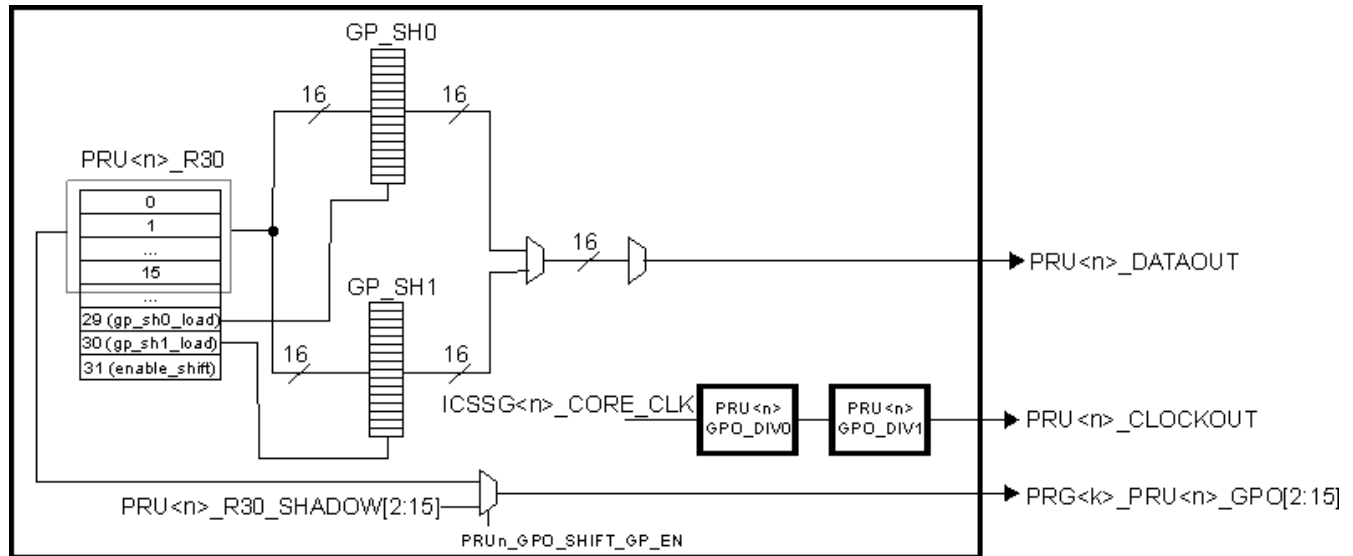 GP_SH0
16
16
PRU<n>_R30
0
1
...
15
...
29 (gp_sh0_load)
30 (gp_sh1_load)
31 (enable_shift)
16
PRU<n>_DATAOUT
GP_SH1
16
16
ICSSG<n>_CORE_CLK
PRU<n>
GPO_DIV0
PRU<n>
GPO_DIV1
PRU<n>_CLOCKOUT
PRU<n>_R30_SHADOW[2:15]
PRG<k>_PRU<n>_GPO[2:15]
PRUn_GPO_SHIFT_GP_EN